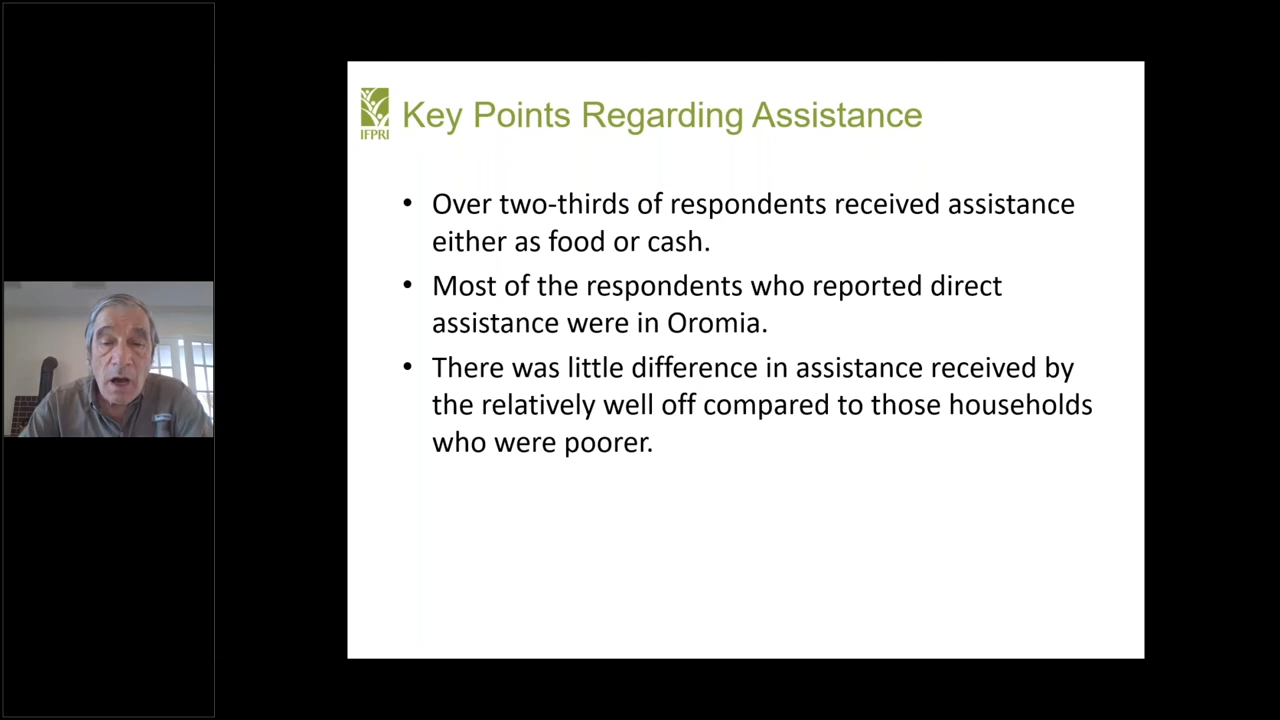 IFPRI
Key Points Regarding Assistance
• Over two-thirds of respondents received assistance
either as food or cash.
• Most of the respondents who reported direct
assistance were in Oromia.
• There was little difference in assistance received by
the relatively well off compared to those households
who were poorer.